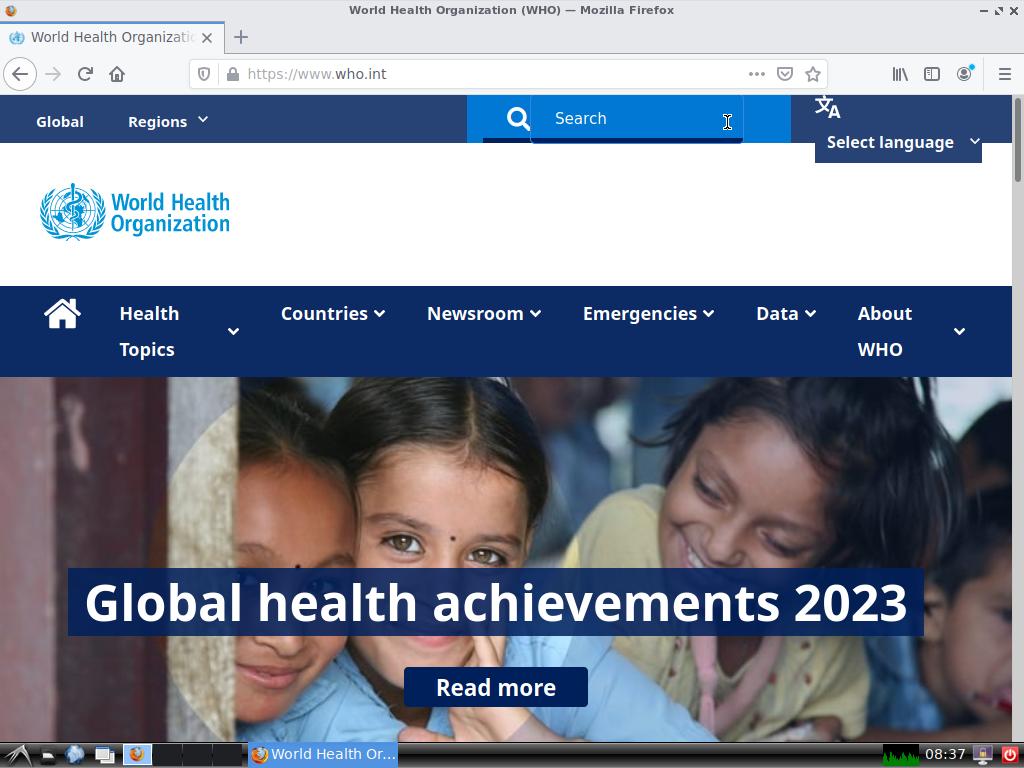 World Health Organization (WHO) — Mozilla Firefox
World Health Organizatio
https://www.who.int
Global
Regions
Search
Select language
World Health
Organization
Health
Topics
Countries
Newsroom
Emergencies
Data
About
WHO
Global health achievements 2023
Read more
World Health Or...
08:37